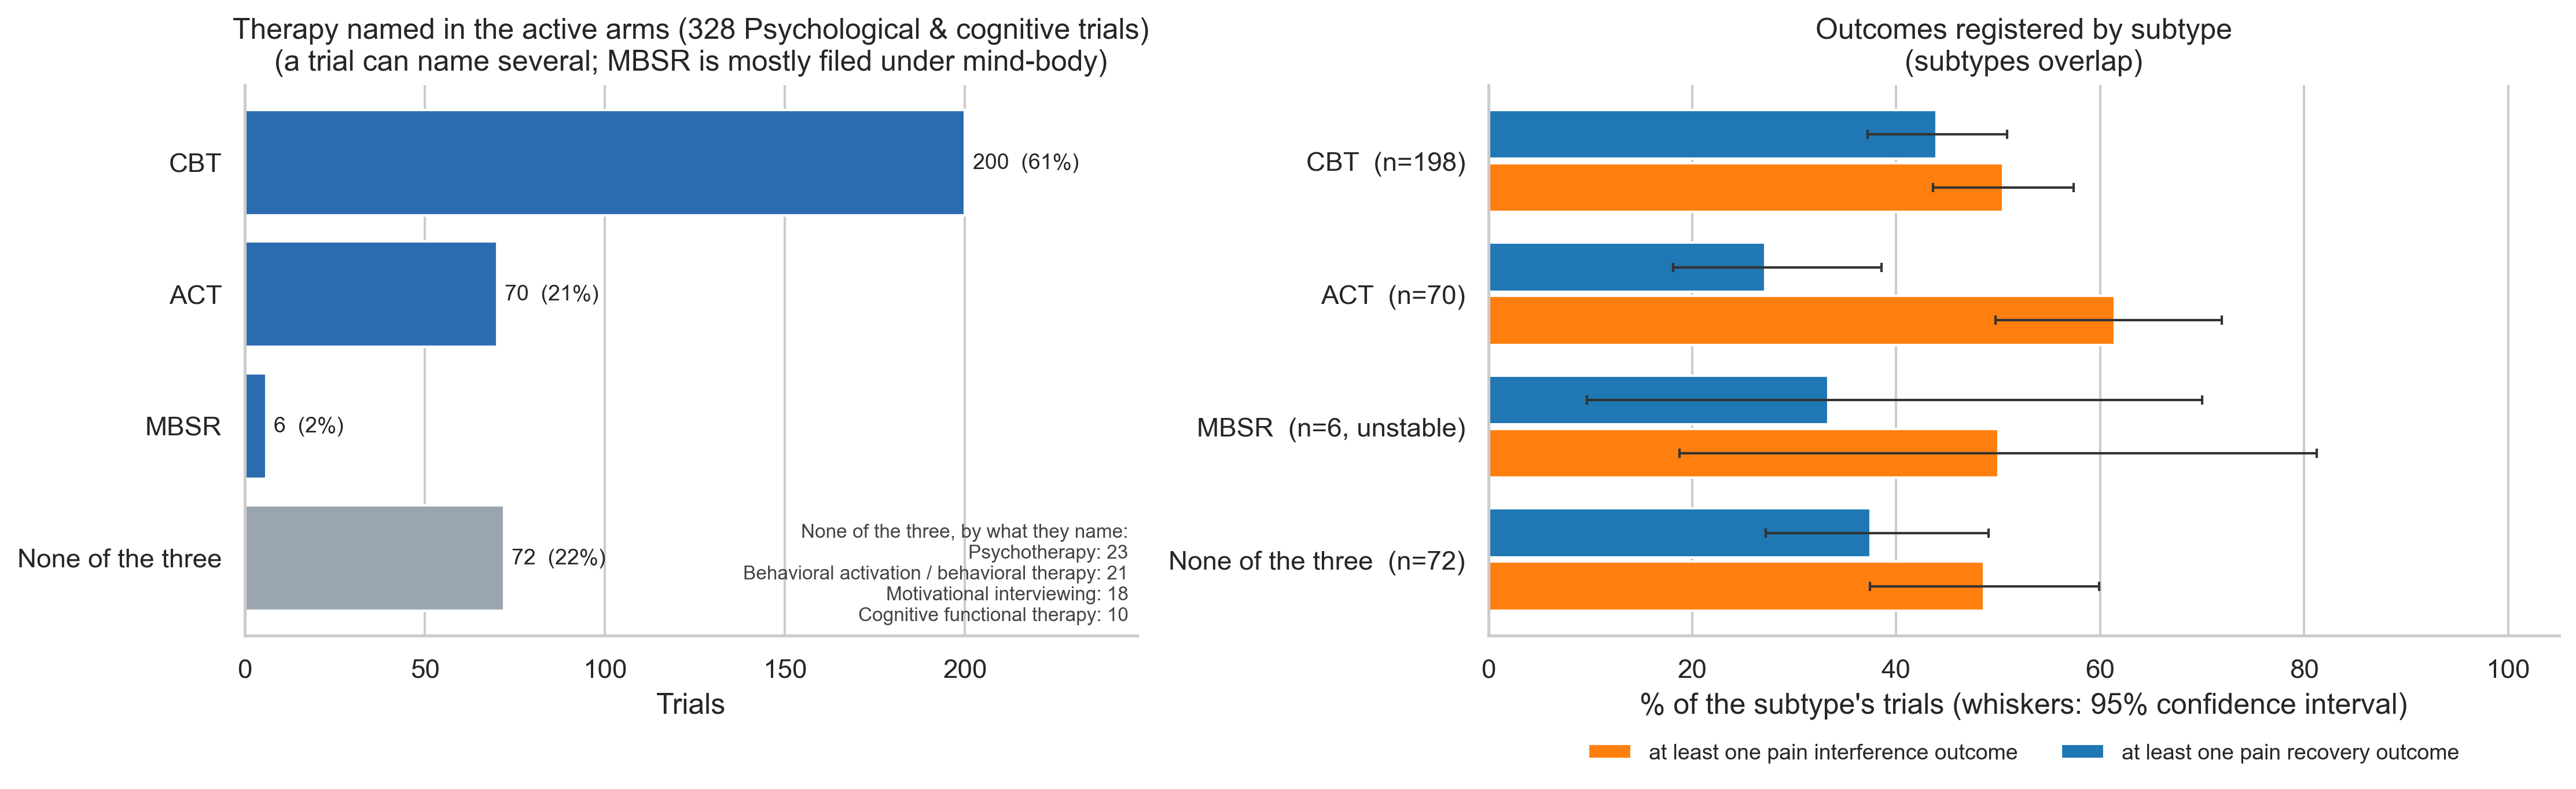 Therapy named in the active arms (328 Psychological & cognitive trials)
(a trial can name several; MBSR is mostly filed under mind-body)
CBT
200 (61%)
ACT
70 (21%)
MBSR
6 (2%)
None of the three
72 (22%)
None of the three, by what they name:
Psychotherapy: 23
Behavioral activation / behavioral therapy: 21
Motivational interviewing: 18
Cognitive functional therapy: 10
0 50 100 150 200
Trials
Outcomes registered by subtype
(subtypes overlap)
CBT (n=198)
ACT (n=70)
MBSR (n=6, unstable)
None of the three (n=72)
0 20 40 60 80 100
% of the subtype's trials (whiskers: 95% confidence interval)
at least one pain interference outcome at least one pain recovery outcome